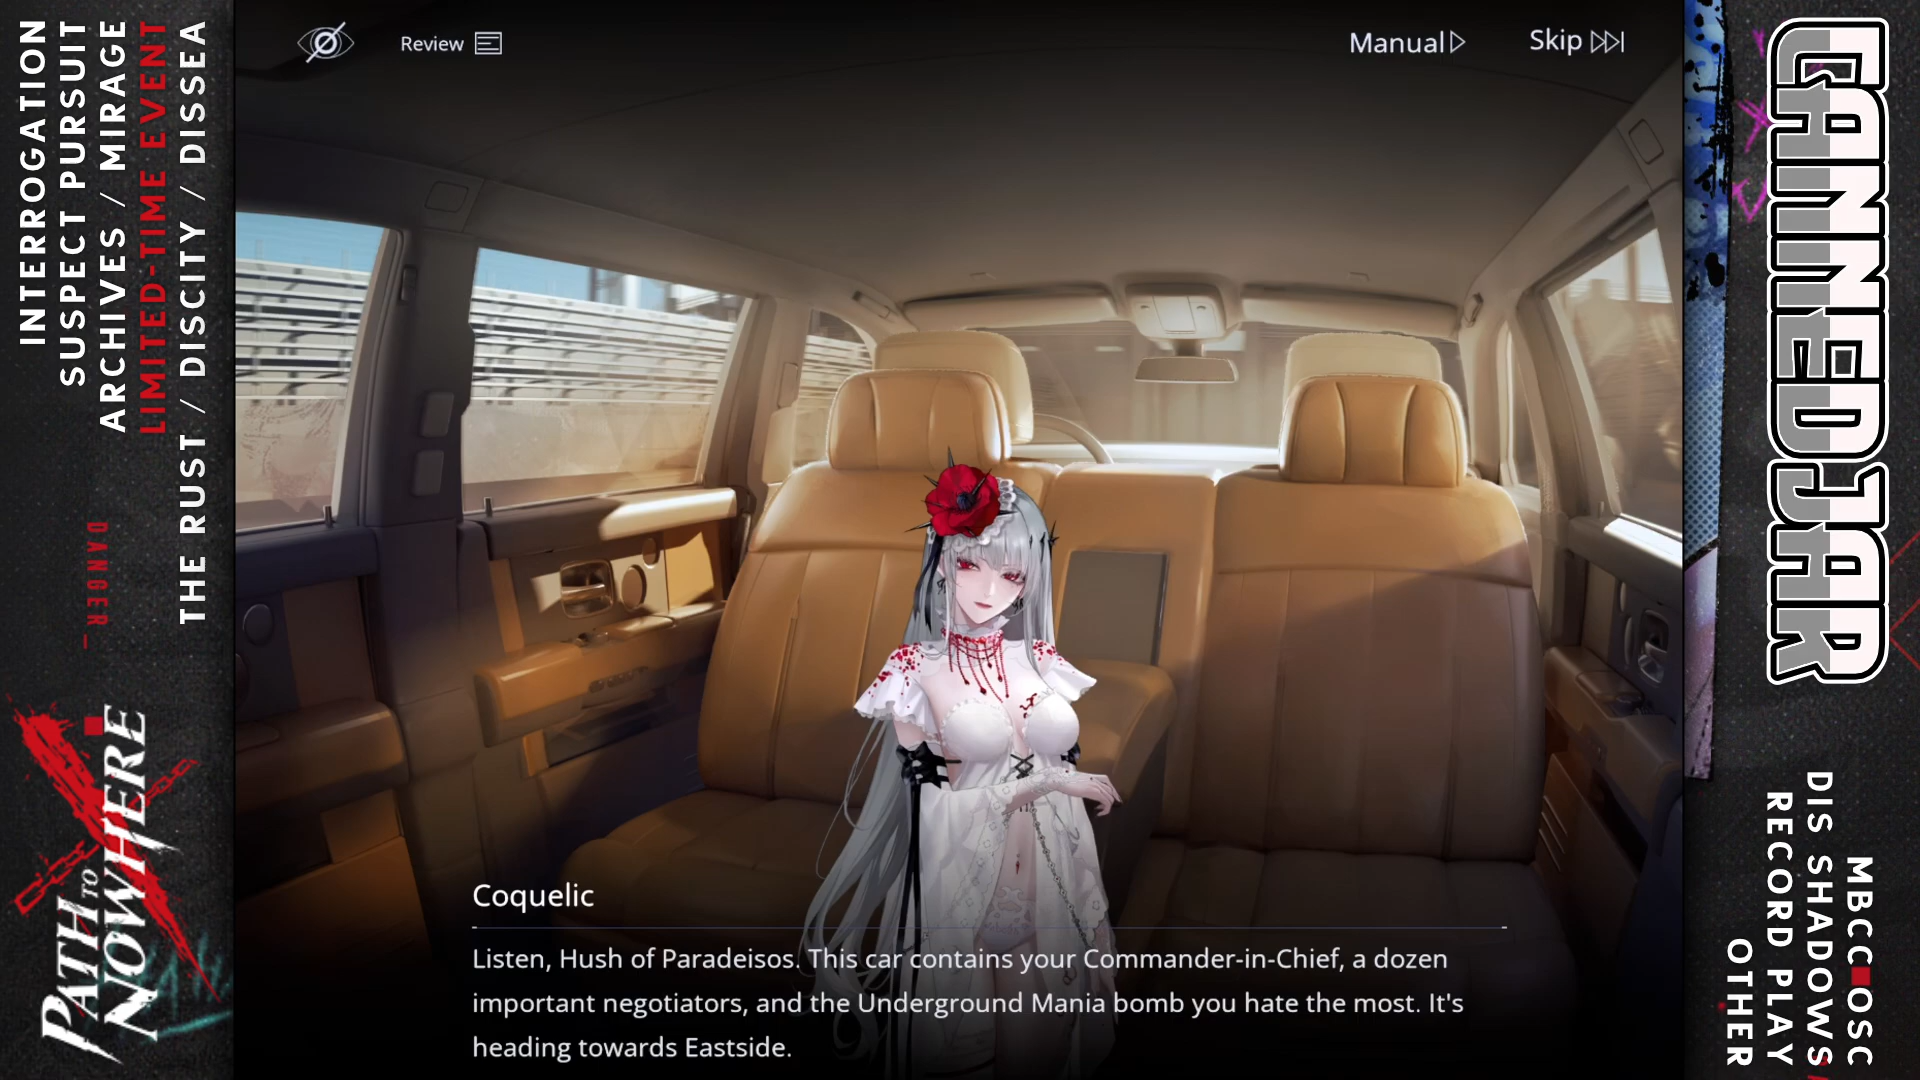 INTERROGATION
SUSPECT PURSUIT
ARCHIVES / MIRAGE
LIMITED-TIME EVENT
THE RUST / DISCITY / DISSEA
DANGER
PATH TO
NOWHERE
Review
Manual
Skip
Coquelic
Listen, Hush of Paradeisos. This car contains your Commander-in-Chief, a dozen
important negotiators, and the Underground Mania bomb you hate the most. It's
heading towards Eastside.
CANNEDJAR
MBCC OSC
DIS SHADOWS
RECORD PLAY
OTHER